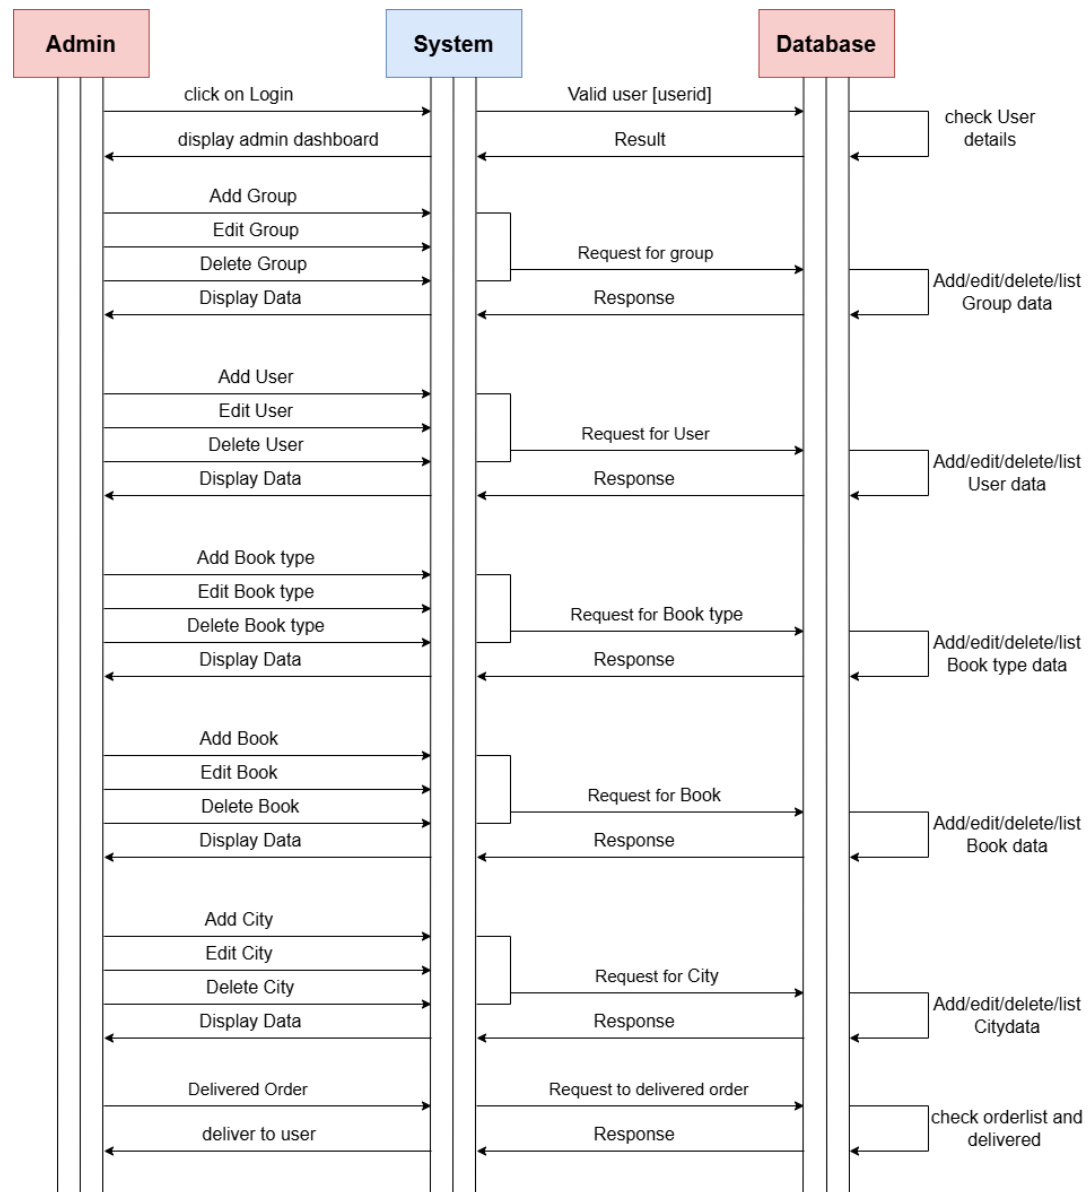 Admin
System
Database
click on Login
Valid user [userid]
check User
details
display admin dashboard
Result
Add Group
Edit Group
Delete Group
Display Data
Request for group
Response
Add/edit/delete/list
Group data
Add User
Edit User
Delete User
Display Data
Request for User
Response
Add/edit/delete/list
User data
Add Book type
Edit Book type
Delete Book type
Display Data
Request for Book type
Response
Add/edit/delete/list
Book type data
Add Book
Edit Book
Delete Book
Display Data
Request for Book
Response
Add/edit/delete/list
Book data
Add City
Edit City
Delete City
Display Data
Request for City
Response
Add/edit/delete/list
Citydata
Delivered Order
Request to delivered order
check orderlist and
delivered
deliver to user
Response